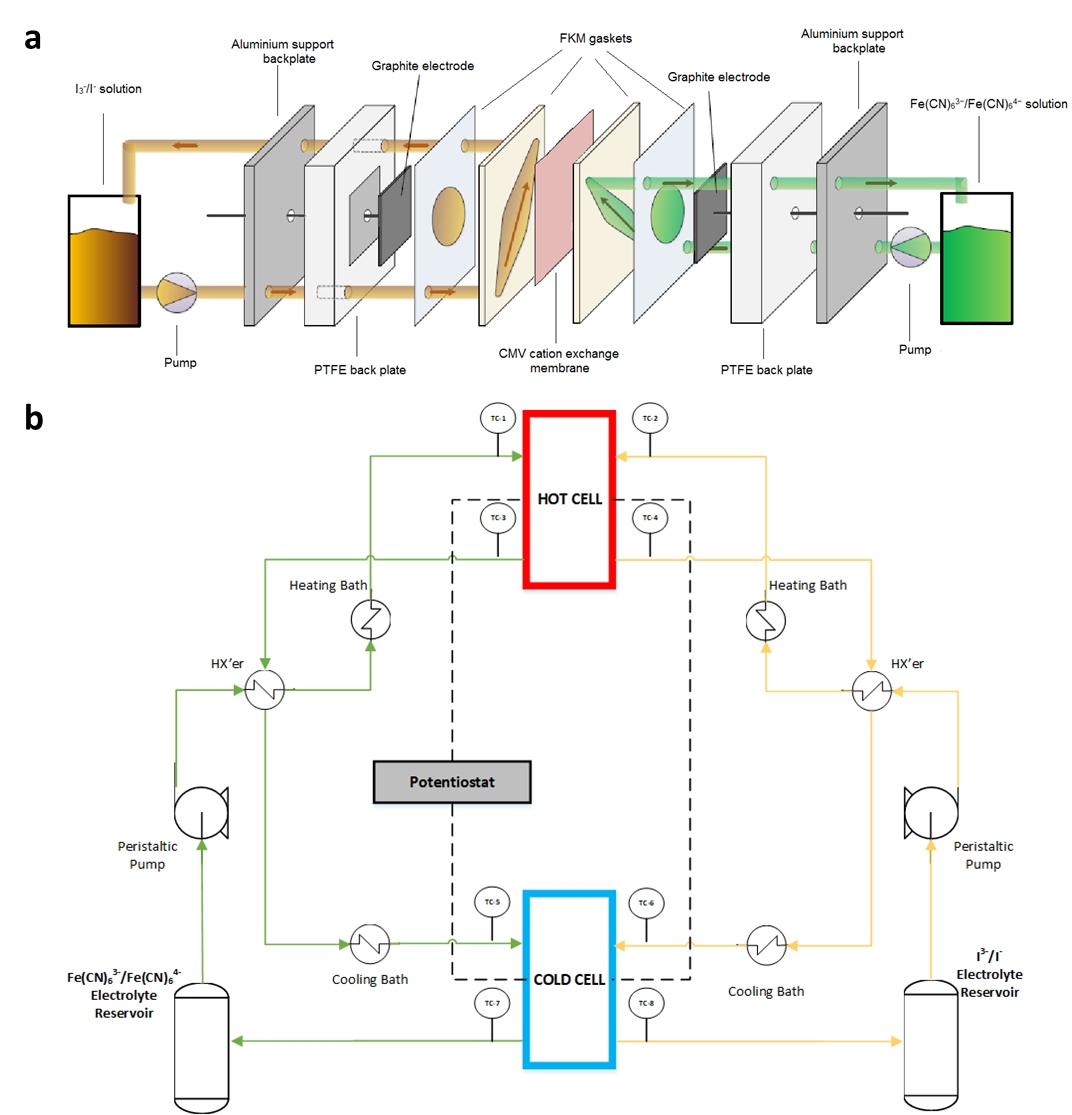 a
Aluminium support
backplate
FKM gaskets
Aluminium support
backplate
Graphite electrode
Graphite electrode
I₃⁻/I⁻ solution
Fe(CN)₆³⁻/Fe(CN)₆⁴⁻ solution
Pump
PTFE back plate
CMV cation exchange
membrane
PTFE back plate
Pump
b
TC-1
TC-2
HOT CELL
TC-3
TC-4
Heating Bath
Heating Bath
HX'er
HX'er
Potentiostat
Peristaltic
Pump
Peristaltic
Pump
TC-5
TC-6
Cooling Bath
COLD CELL
Cooling Bath
Fe(CN)₆³⁻/Fe(CN)₆⁴⁻
Electrolyte
Reservoir
I³⁻/I⁻
Electrolyte
Reservoir
TC-7
TC-8